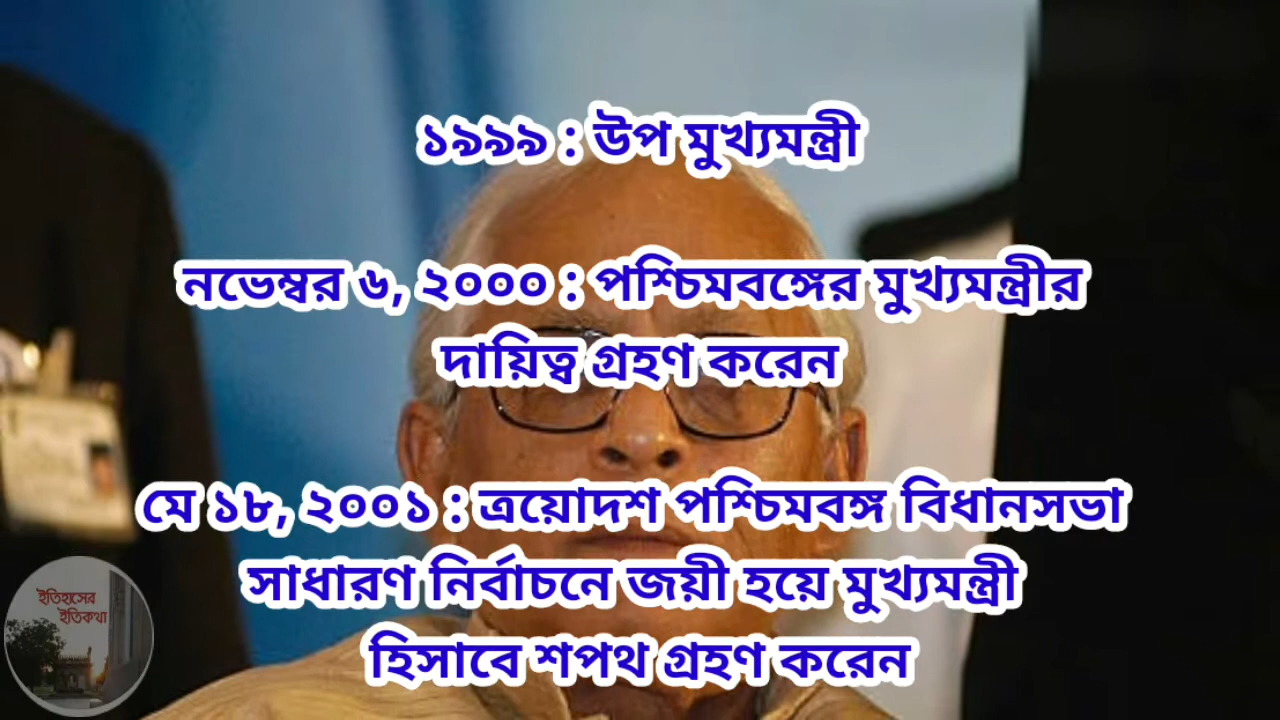 ১৯৯৯ : উপ মুখ্যমন্ত্রী
নভেম্বর ৬, ২০০০ : পশ্চিমবঙ্গের মুখ্যমন্ত্রীর
দায়িত্ব গ্রহণ করেন
মে ১৮, ২০০১ : ত্রয়োদশ পশ্চিমবঙ্গ বিধানসভা
সাধারণ নির্বাচনে জয়ী হয়ে মুখ্যমন্ত্রী
হিসাবে শপথ গ্রহণ করেন
ইতিহাসের
ইতিকথা